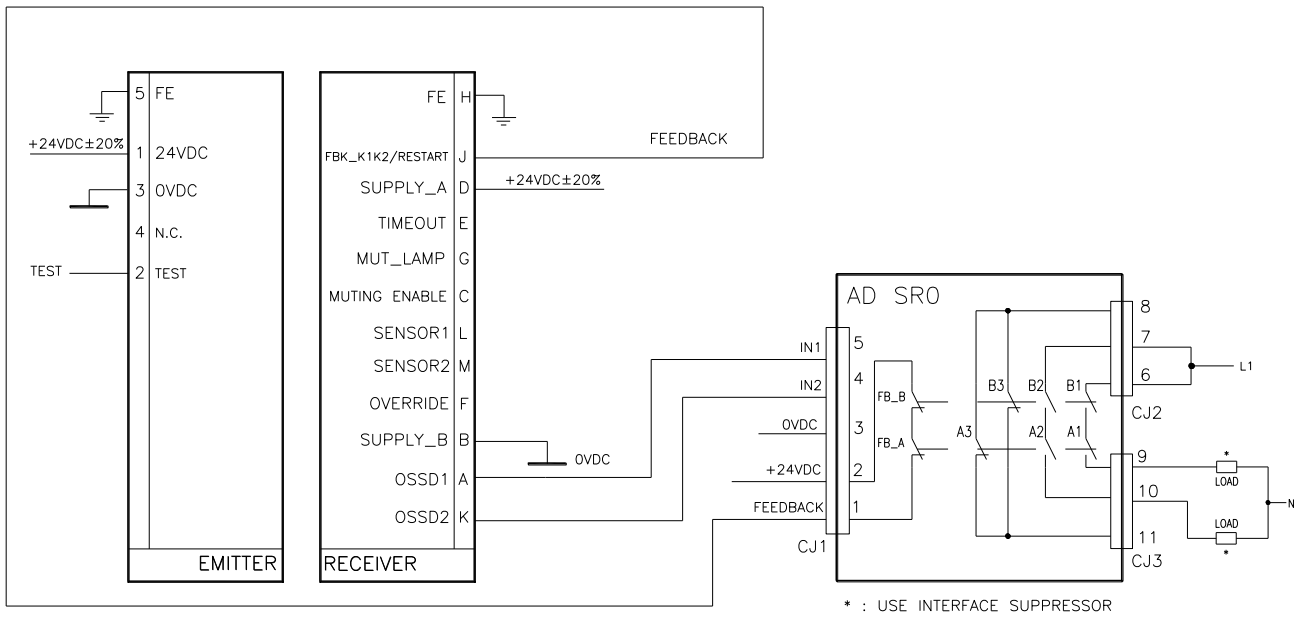 5 FE
+24VDC±20%
1 24VDC
3 0VDC
4 N.C.
TEST
2 TEST
EMITTER
FE H
FBK_K1K2/RESTART J
FEEDBACK
SUPPLY_A D
+24VDC±20%
TIMEOUT E
MUT_LAMP G
MUTING ENABLE C
SENSOR1 L
SENSOR2 M
OVERRIDE F
SUPPLY_B B
0VDC
OSSD1 A
OSSD2 K
RECEIVER
AD SR0
IN1
5
IN2
4
0VDC
3
+24VDC
2
FEEDBACK
1
CJ1
FB_B
FB_A
B3
B2
B1
A3
A2
A1
8
7
6
CJ2
L1
9
10
11
CJ3
*
LOAD
N
LOAD
*
* : USE INTERFACE SUPPRESSOR